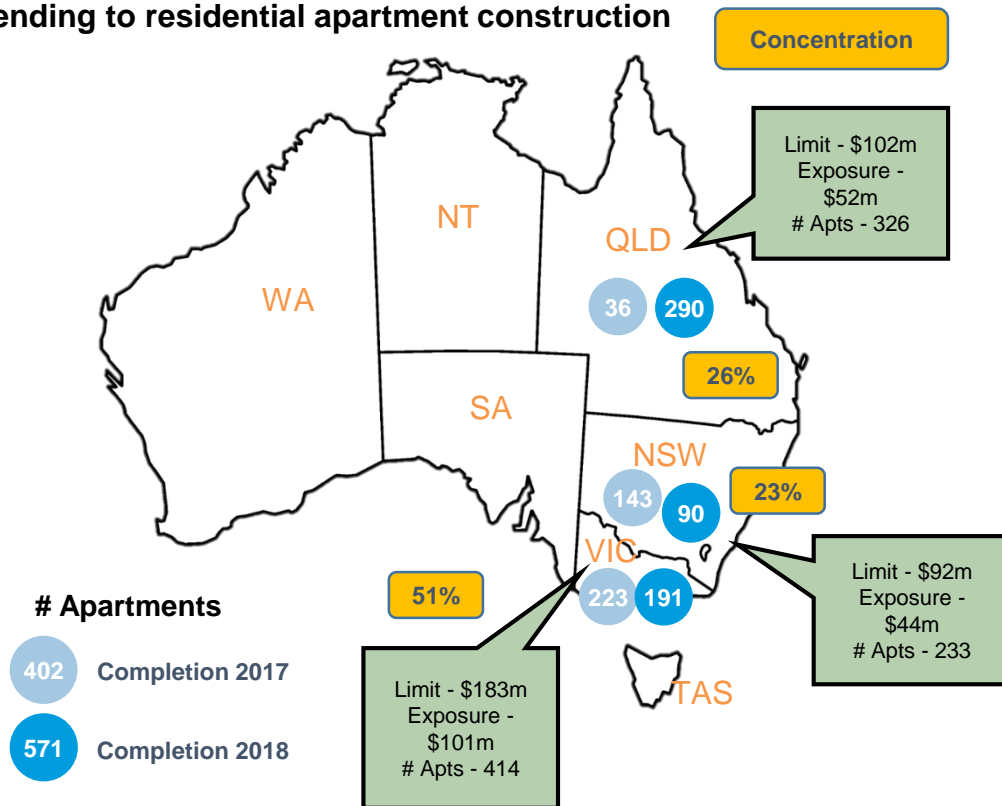 ending to residential apartment construction
Concentration
Limit - $102m
Exposure -
$52m
# Apts - 326
NT
QLD
WA
36
290
26%
SA
NSW
143
90
23%
VIC
223
191
51%
Limit - $92m
Exposure -
$44m
# Apts - 233
# Apartments
402
Completion 2017
571
Completion 2018
Limit - $183m
Exposure -
$101m
# Apts - 414
TAS